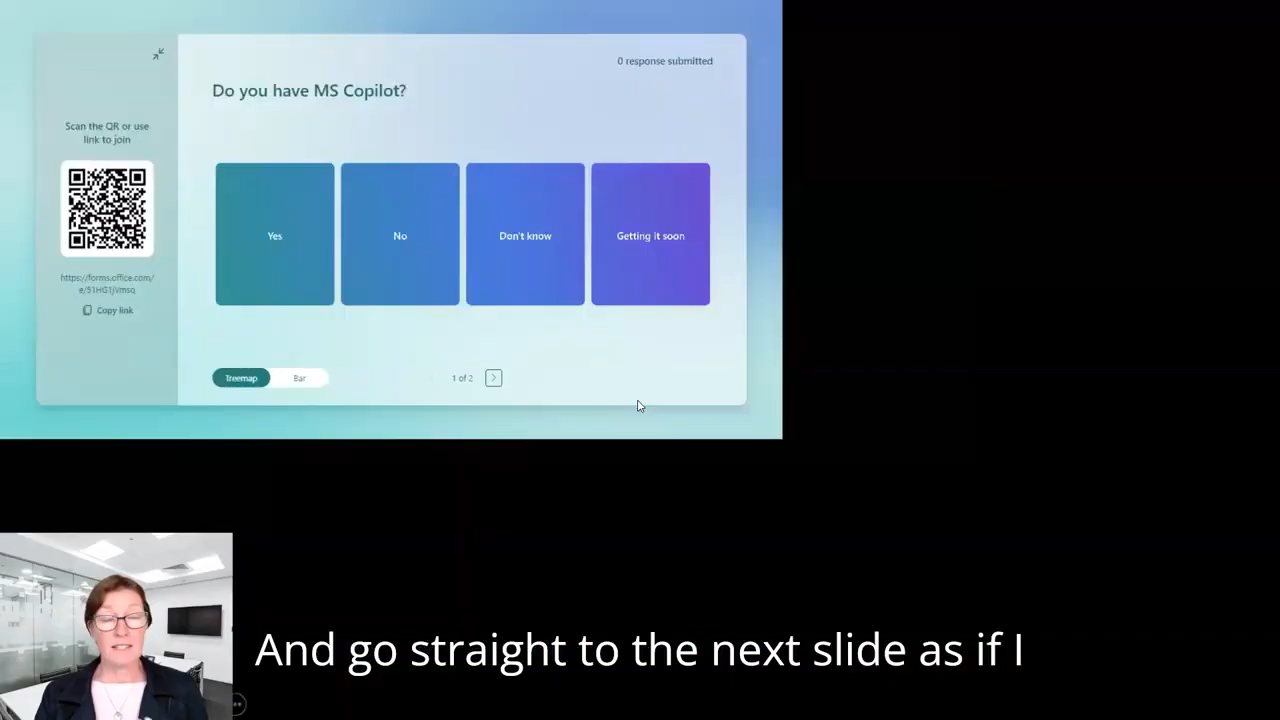 0 response submitted
Do you have MS Copilot?
Scan the QR or use
link to join
https://forms.office.com/
e/51HG1jVmsq
Copy link
Yes
No
Don't know
Getting it soon
Treemap
Bar
1 of 2
And go straight to the next slide as if I